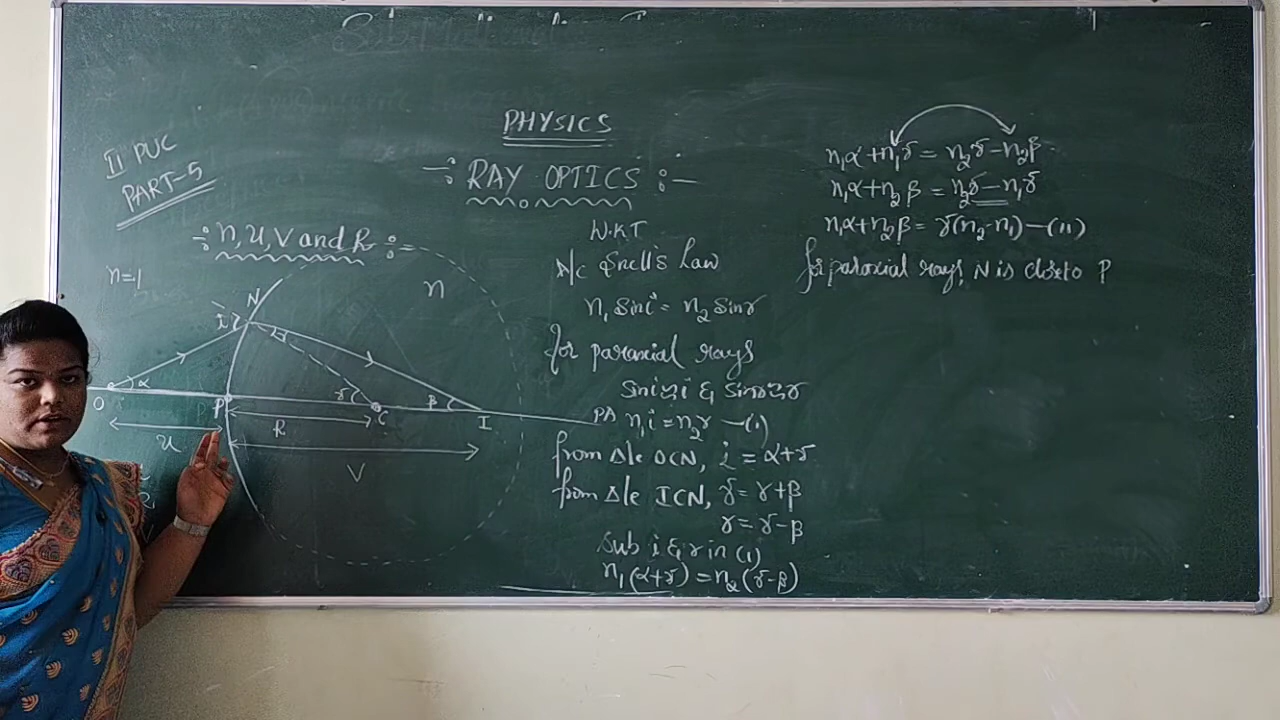 PHYSICS
II PUC
PART-5
-: RAY OPTICS :-
-: n, u, v and R :-
n=1
n
N
i
α
γ
β
O
P
C
I
u
R
v
W.K.T
A/c Snell's law
n₁ Sin i = n₂ Sin r
for paraxial rays
Sin i ≈ i & Sin r ≈ r
n₁i = n₂r —(1)
from Δle OCN, i = α+γ
from Δle ICN, γ = r+β
r = γ-β
Sub i & r in (1)
n₁(α+γ) = n₂(γ-β)
n₁α + n₁γ = n₂γ - n₂β
n₁α + n₂β = n₂γ - n₁γ
n₁α + n₂β = γ(n₂-n₁) —(11)
for paraxial rays, N is close to P